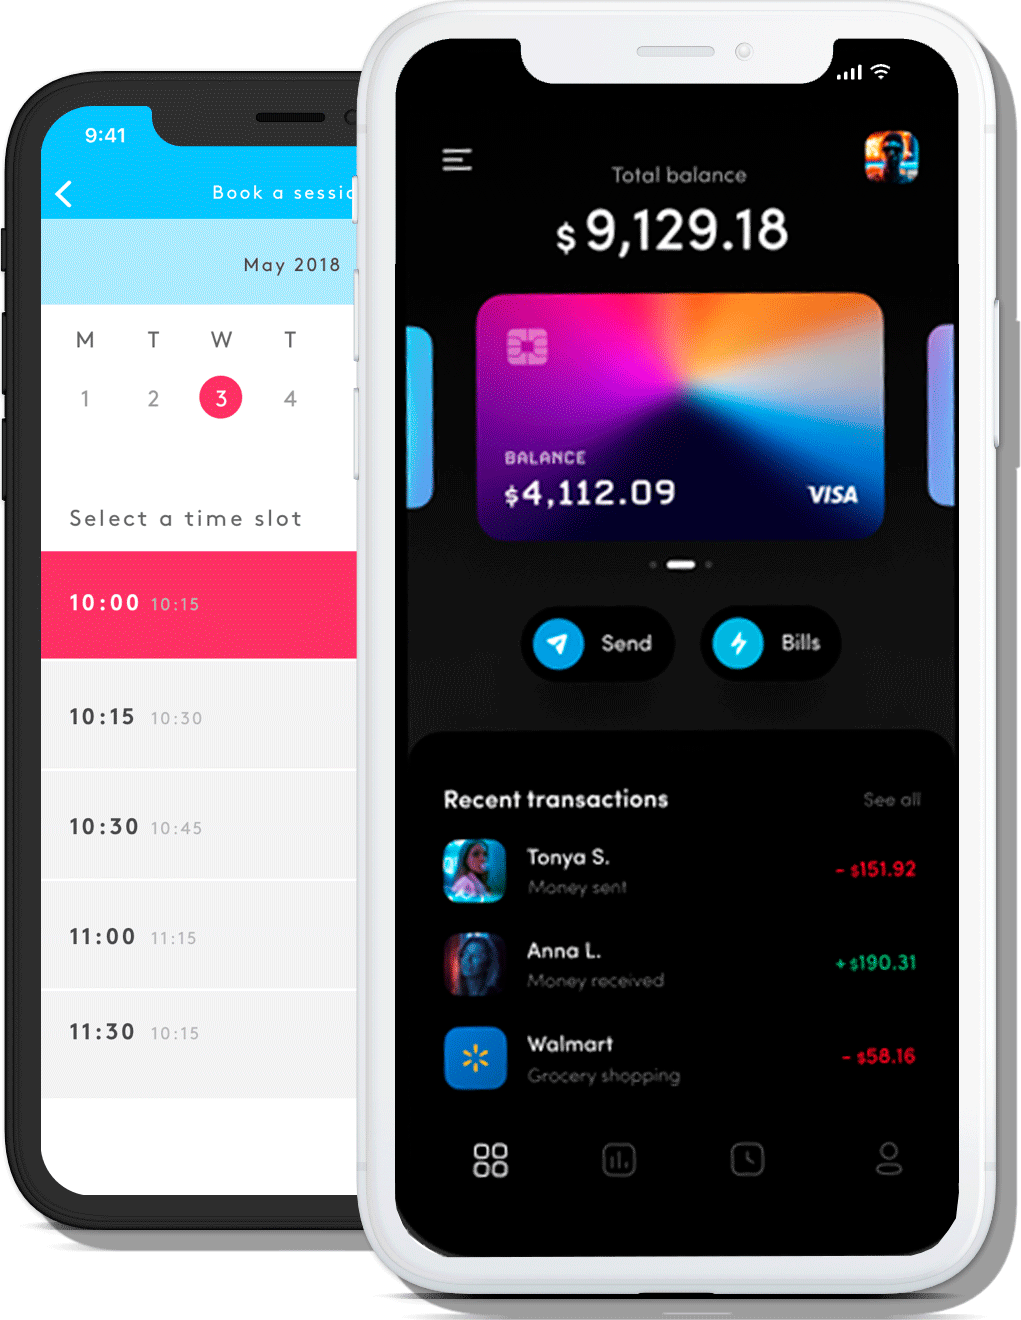 9:41
Book a sessio
May 2018
M T W T
1 2 3 4
Select a time slot
10:00 10:15
10:15 10:30
10:30 10:45
11:00 11:15
11:30 10:15
Total balance
$9,129.18
BALANCE
$4,112.09
VISA
Send
Bills
Recent transactions
See all
Tonya S.
Money sent
- $151.92
Anna L.
Money received
+ $190.31
Walmart
Grocery shopping
- $58.16